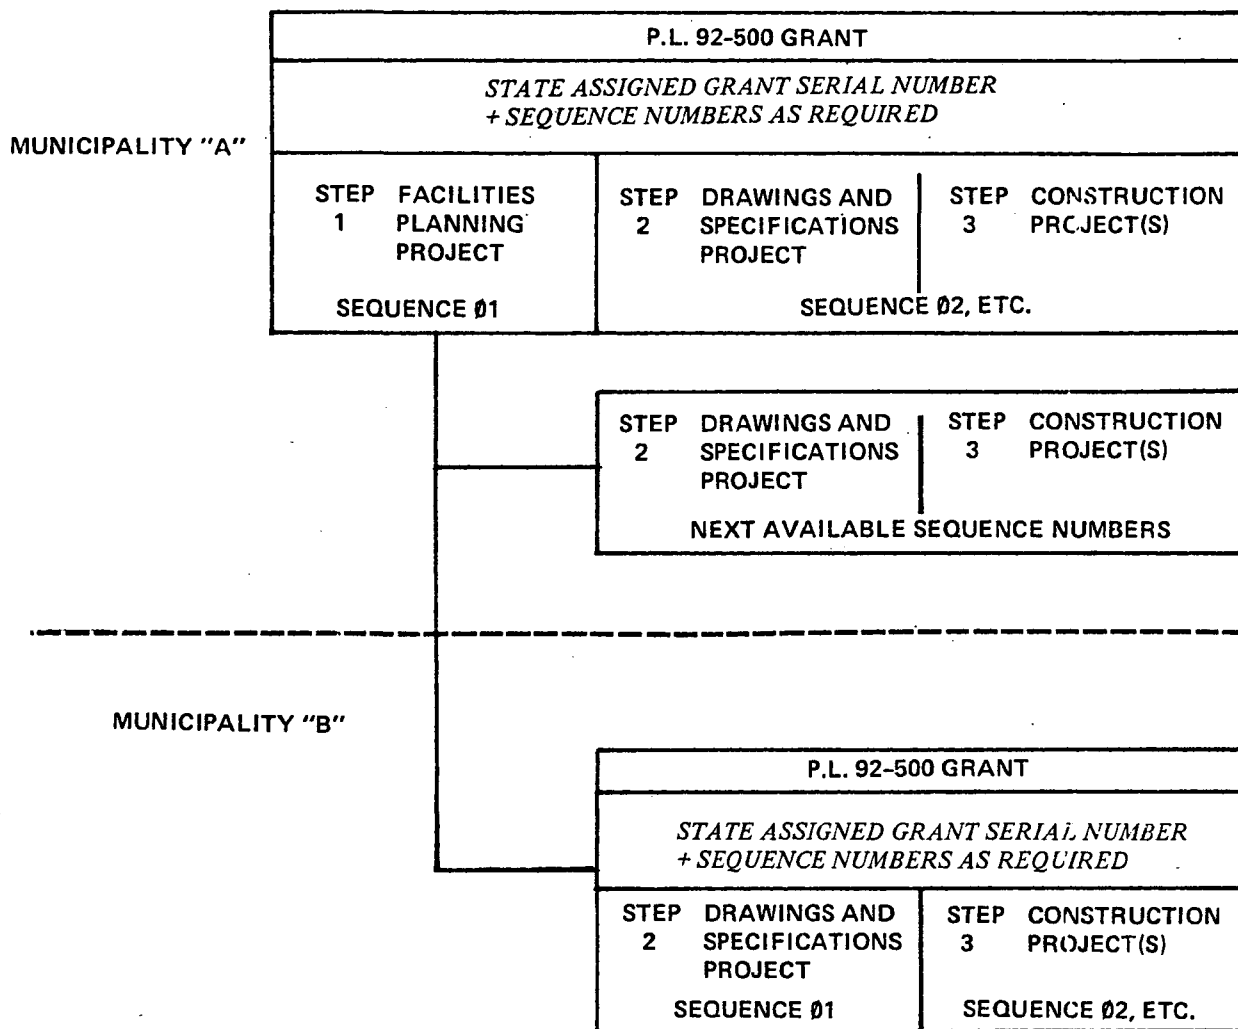 P.L. 92-500 GRANT
STATE ASSIGNED GRANT SERIAL NUMBER
+ SEQUENCE NUMBERS AS REQUIRED
MUNICIPALITY "A"
STEP FACILITIES
1 PLANNING
PROJECT
SEQUENCE Ø1
STEP DRAWINGS AND
2 SPECIFICATIONS
PROJECT
STEP CONSTRUCTION
3 PROJECT(S)
SEQUENCE Ø2, ETC.
STEP DRAWINGS AND
2 SPECIFICATIONS
PROJECT
STEP CONSTRUCTION
3 PROJECT(S)
NEXT AVAILABLE SEQUENCE NUMBERS
MUNICIPALITY "B"
P.L. 92-500 GRANT
STATE ASSIGNED GRANT SERIAL NUMBER
+ SEQUENCE NUMBERS AS REQUIRED
STEP DRAWINGS AND
2 SPECIFICATIONS
PROJECT
SEQUENCE Ø1
STEP CONSTRUCTION
3 PROJECT(S)
SEQUENCE Ø2, ETC.